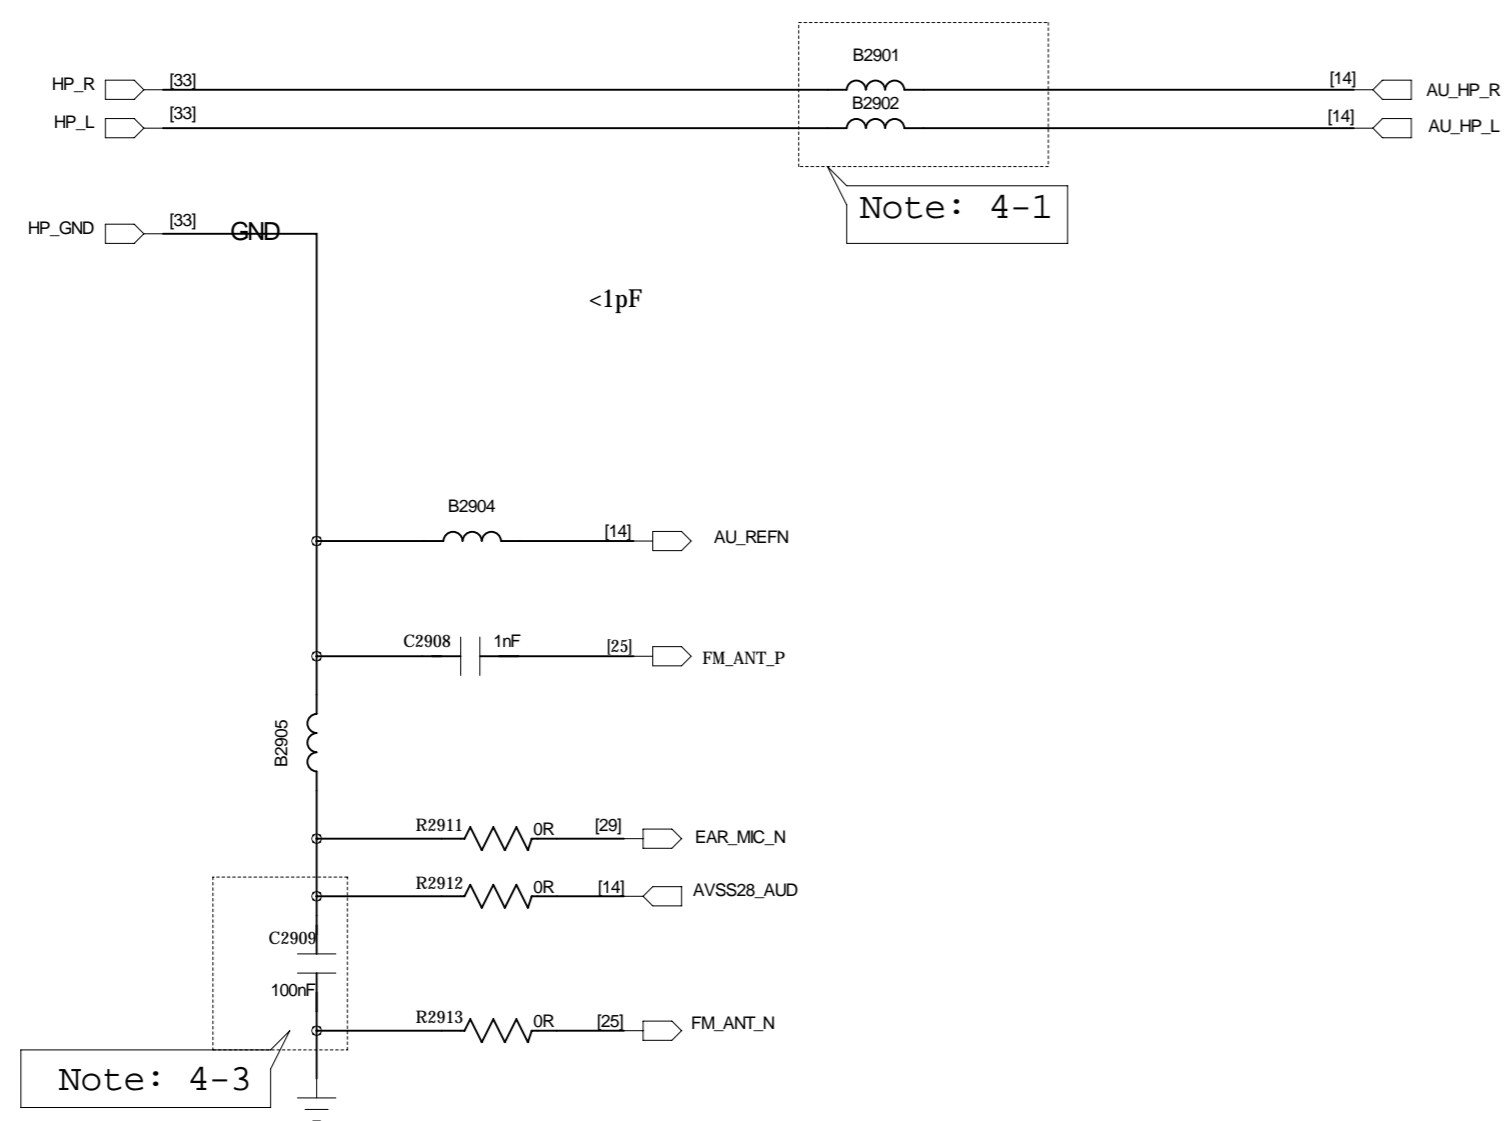 B2901
HP_R [33] [14] AU_HP_R
B2902
HP_L [33] [14] AU_HP_L
Note: 4-1
HP_GND [33] GND
<1pF
B2904
[14] AU_REFN
C2908 1nF [25] FM_ANT_P
B2905
R2911 0R [29] EAR_MIC_N
R2912 0R [14] AVSS28_AUD
C2909
100nF
R2913 0R [25] FM_ANT_N
Note: 4-3